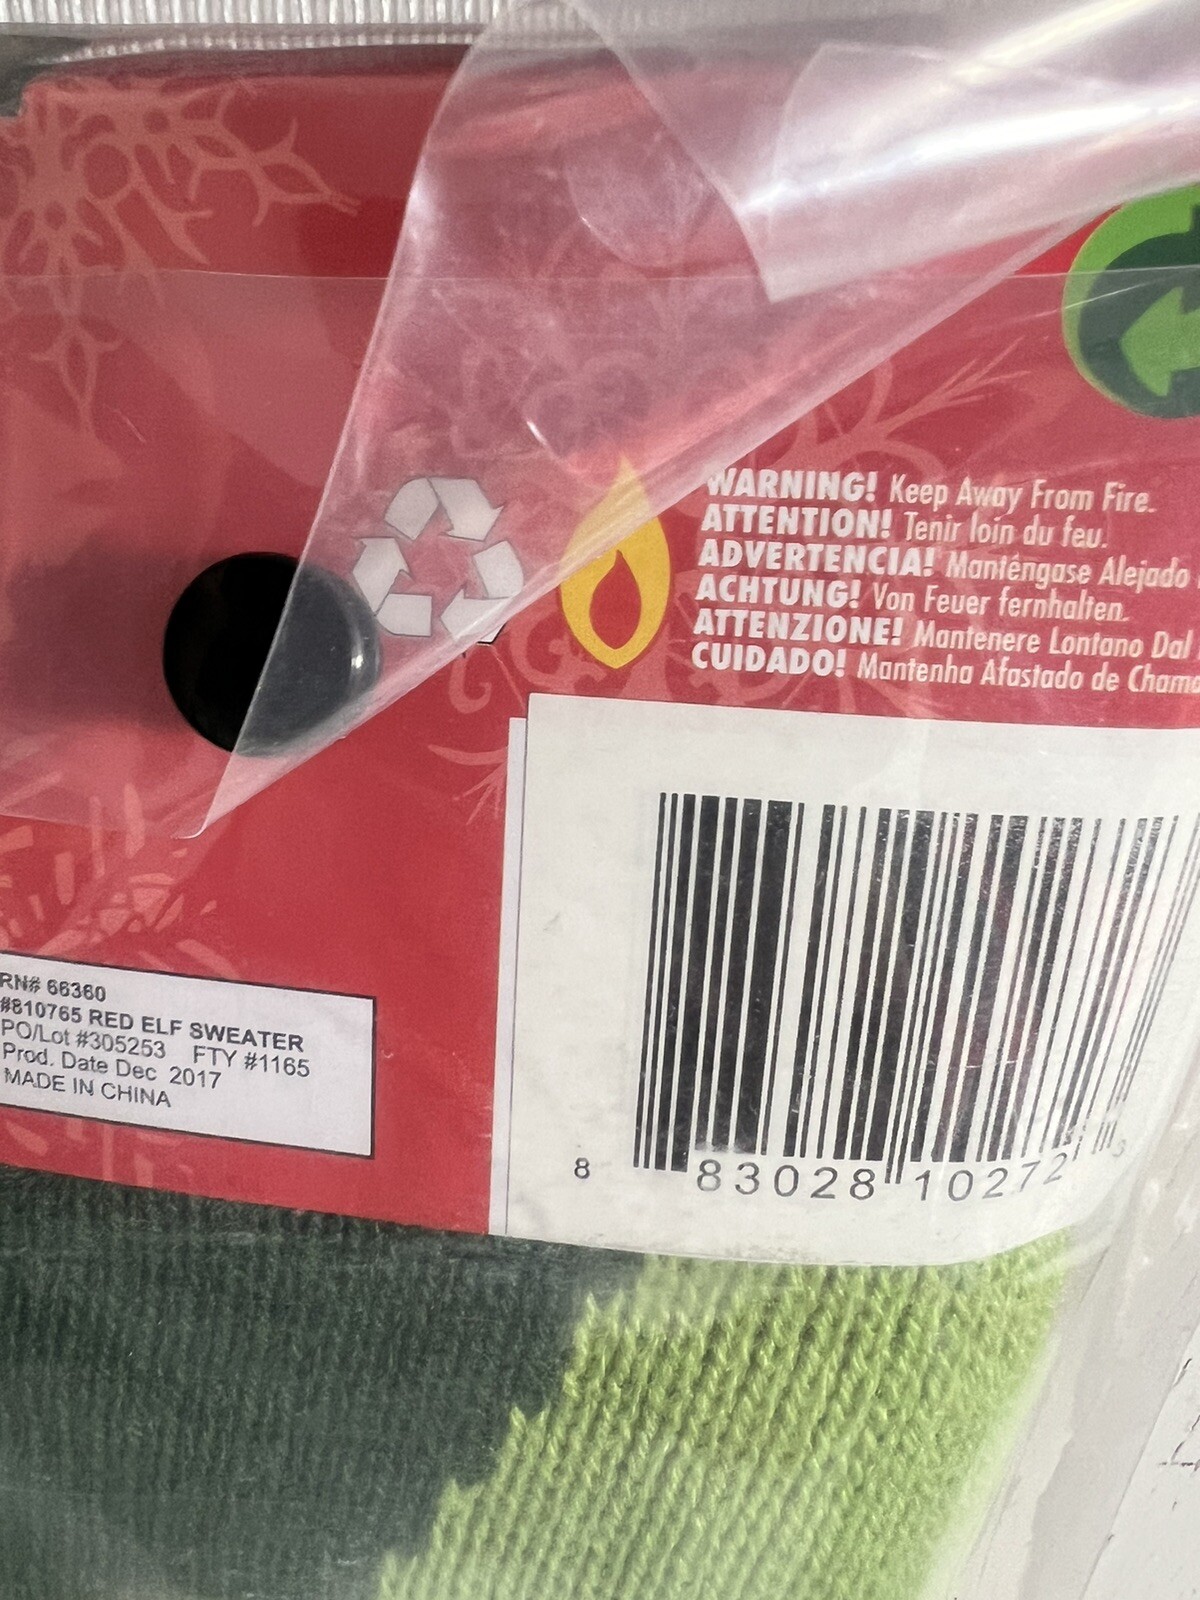 WARNING! Keep Away From Fire.
ATTENTION! Tenir loin du feu.
ADVERTENCIA! Mantêngase Alejado
ACHTUNG! Von Feuer fernhalten.
ATTENZIONE! Mantenere Lontano Dal
CUIDADO! Mantenha Afastado de
RN# 66360
#810765 RED ELF SWEATER
PO/Lot #305253 FTY #1165
Prod. Date Dec 2017
MADE IN CHINA
8 83028 10272 3